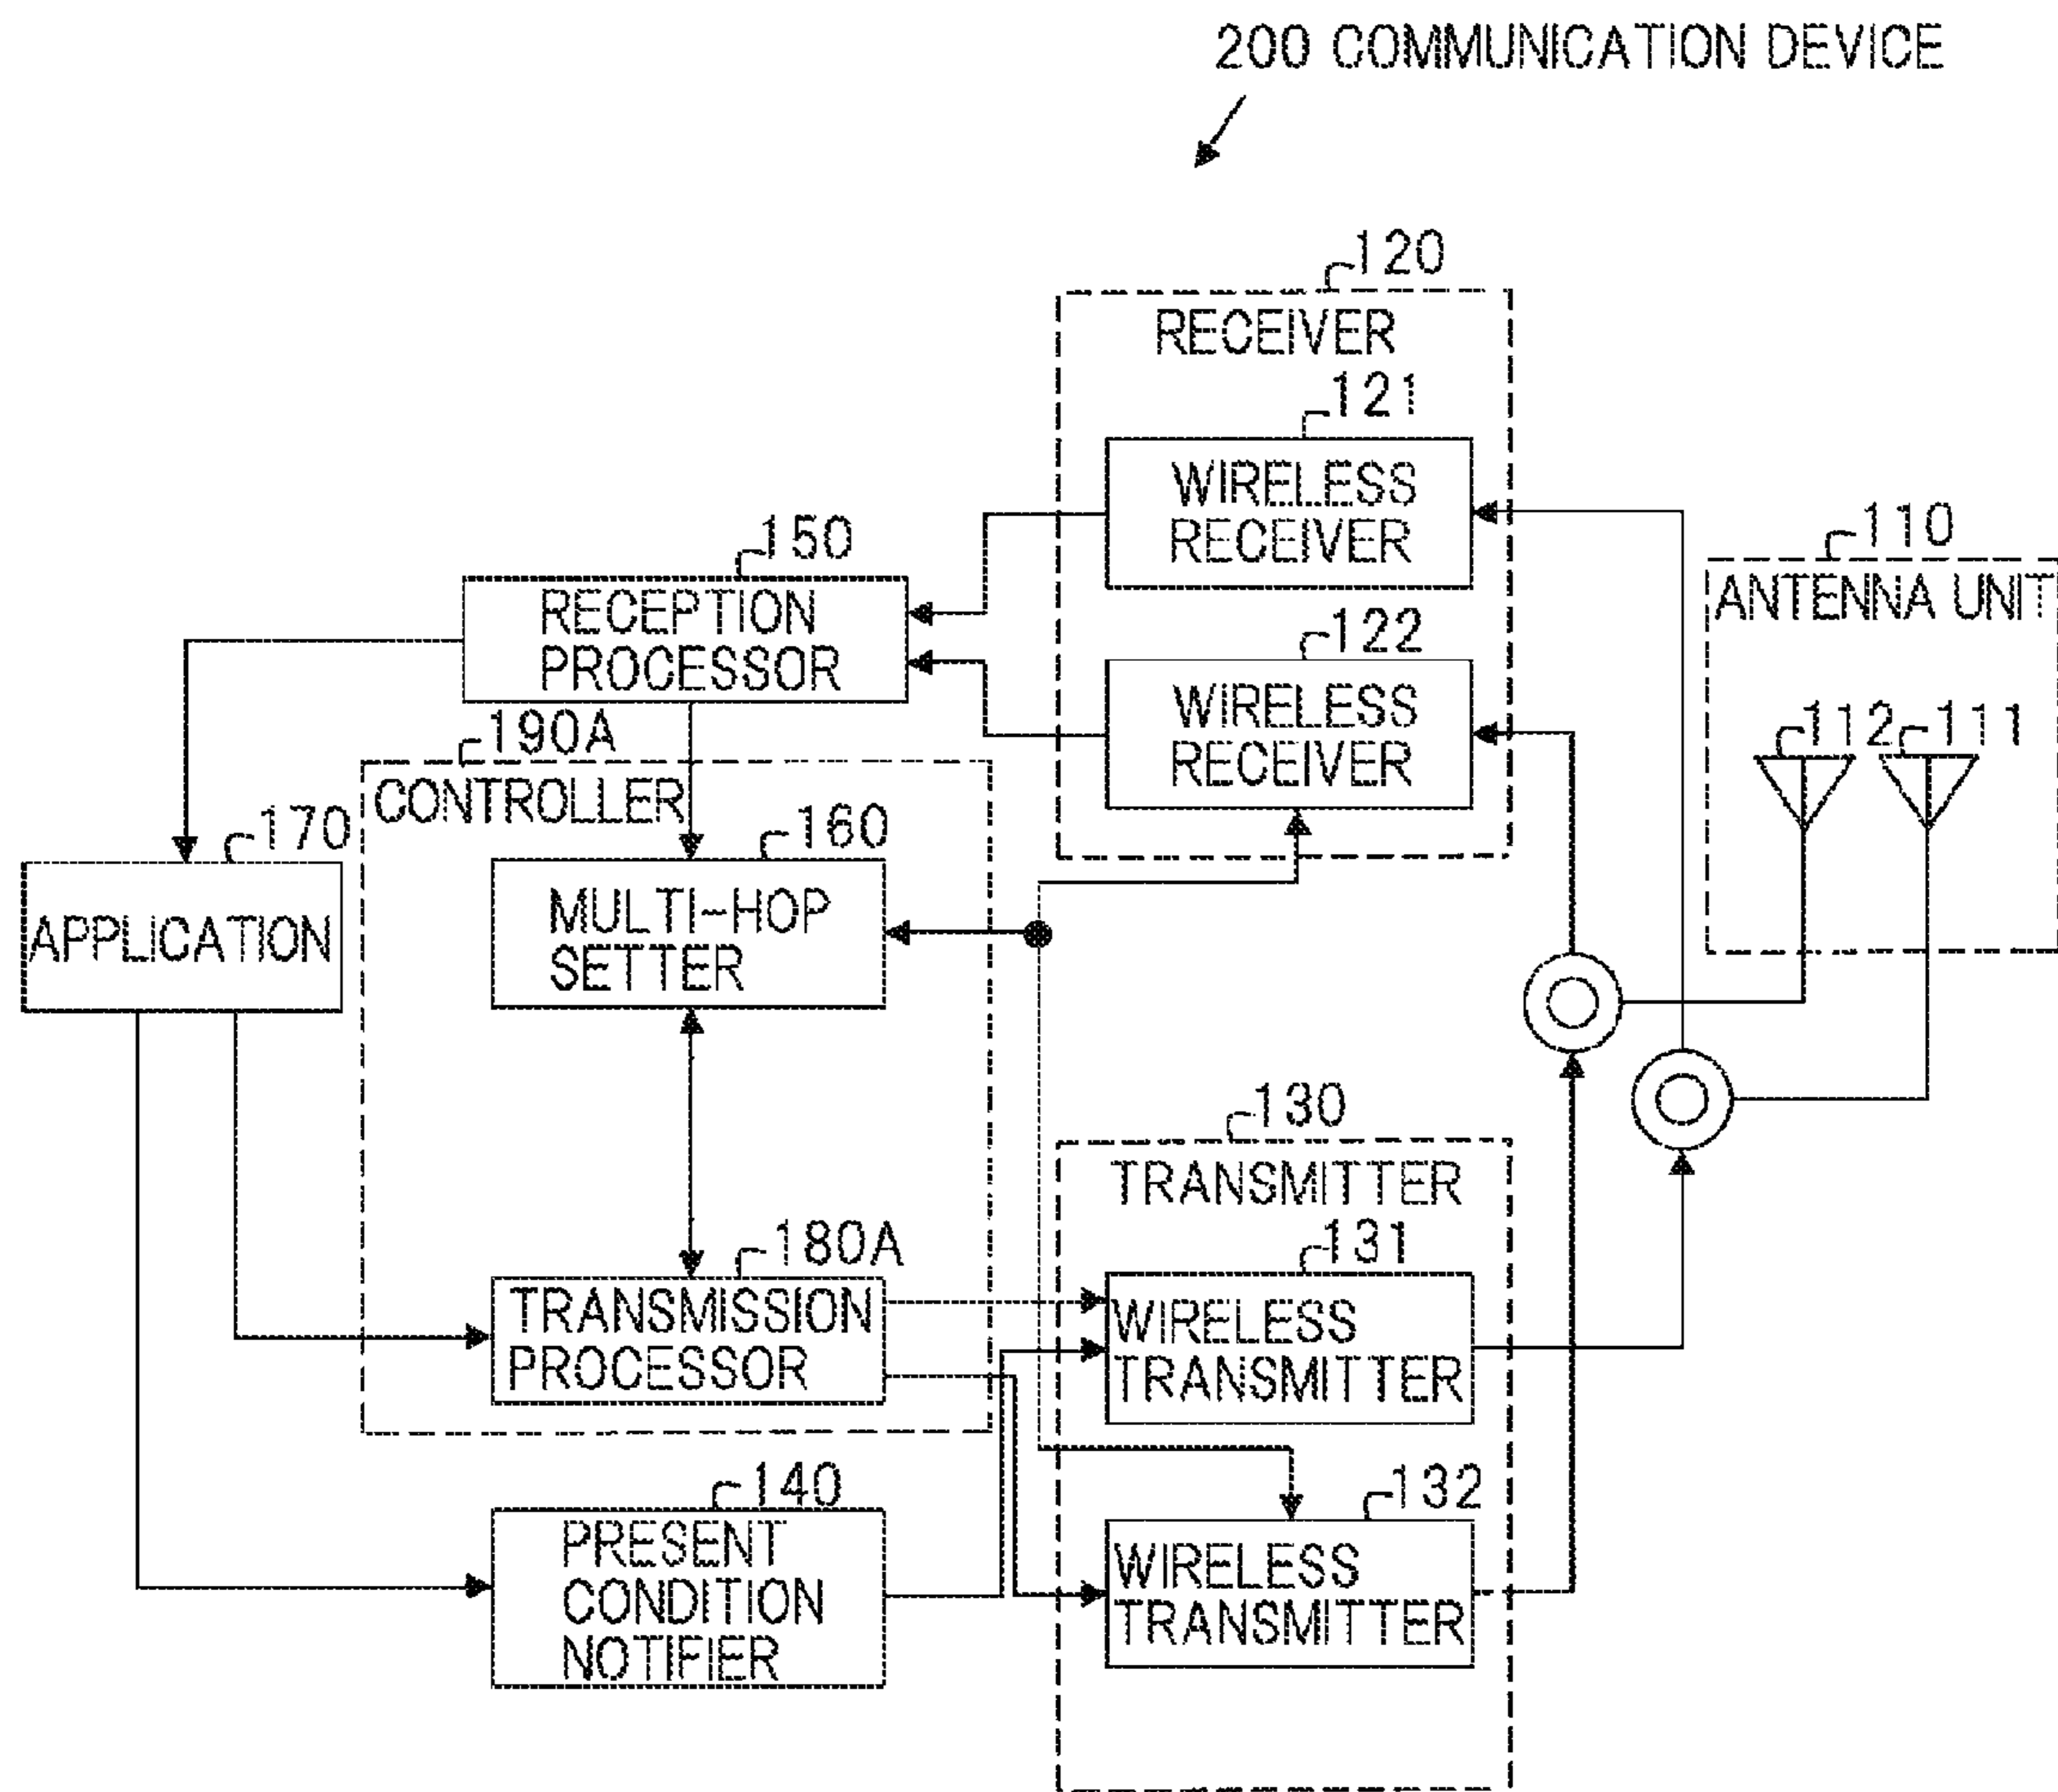 200 COMMUNICATION DEVICE
120
RECEIVER
121
WIRELESS
RECEIVER
110
ANTENNA UNIT
150
RECEPTION
PROCESSOR
122
WIRELESS
RECEIVER
112
111
190A
CONTROLLER
170
APPLICATION
160
MULTI-HOP
SETTER
130
TRANSMITTER
180A
TRANSMISSION
PROCESSOR
131
WIRELESS
TRANSMITTER
140
PRESENT
CONDITION
NOTIFIER
132
WIRELESS
TRANSMITTER